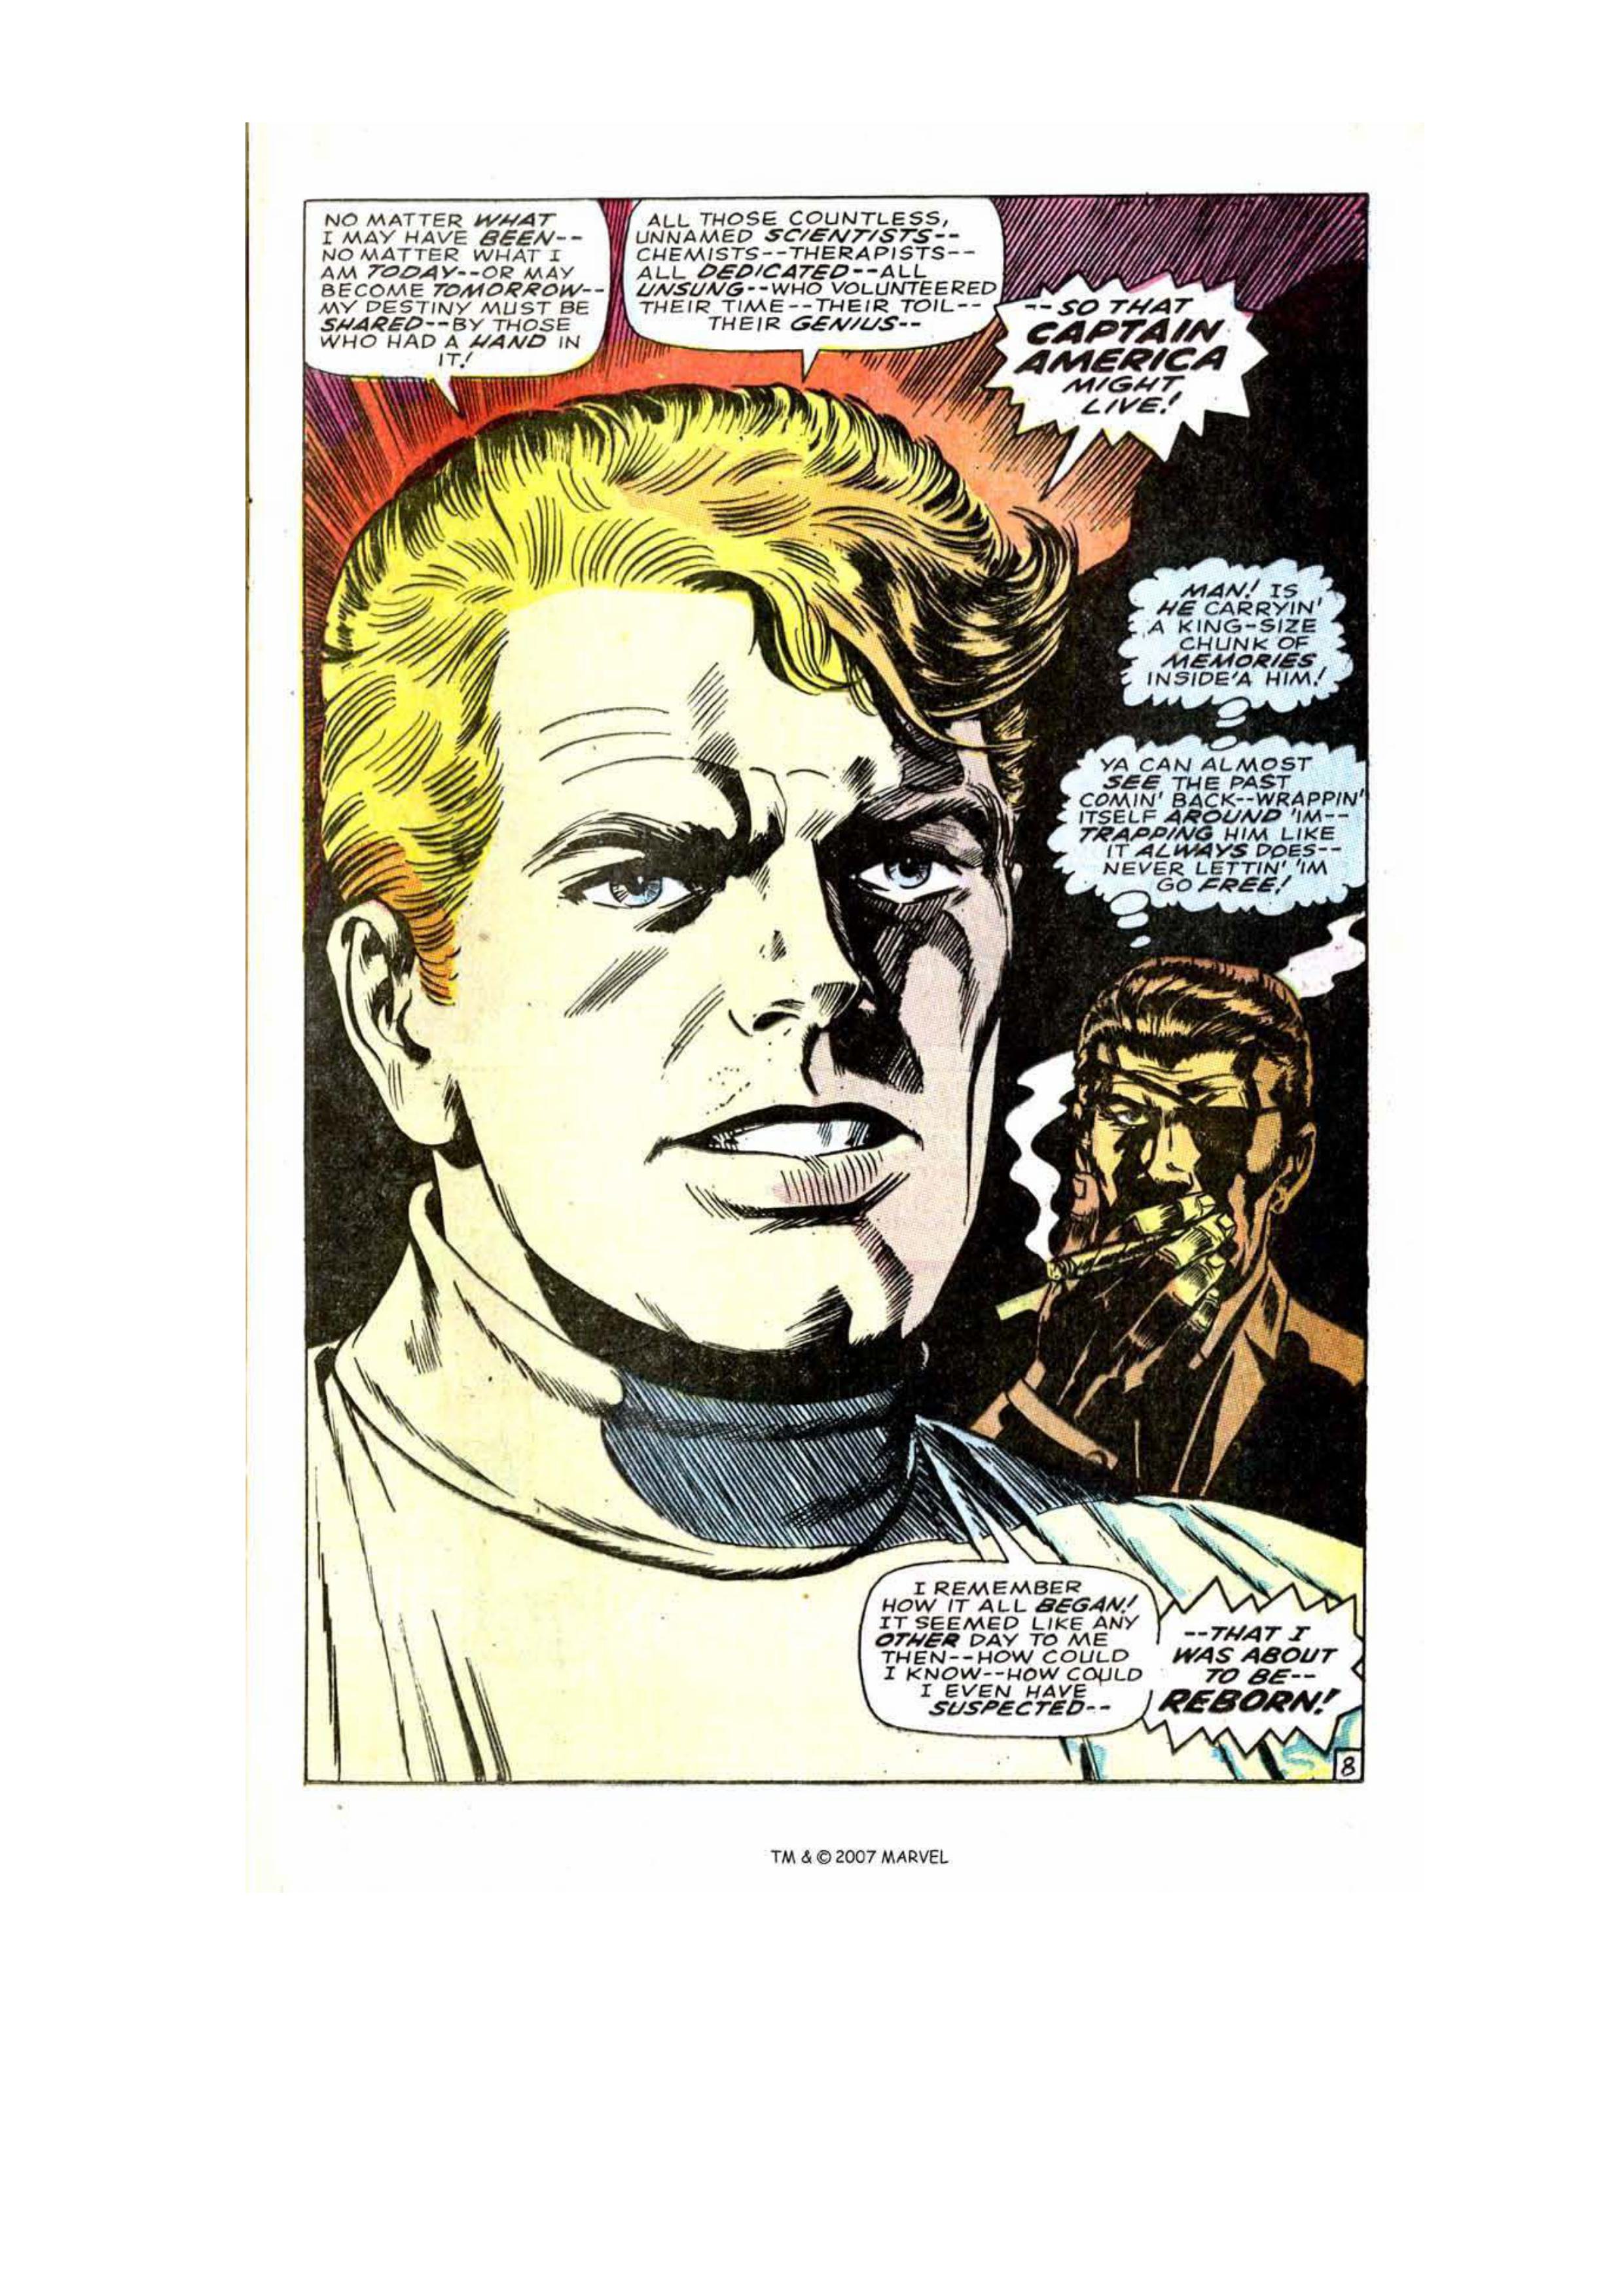 NO MATTER WHAT
I MAY HAVE BEEN--
NO MATTER WHAT I
AM TODAY--OR MAY
BECOME TOMORROW--
MY DESTINY MUST BE
SHARED--BY THOSE
WHO HAD A HAND IN
IT!
ALL THOSE COUNTLESS,
UNNAMED SCIENTISTS--
CHEMISTS--THERAPISTS--
ALL DEDICATED--ALL
UNSUNG--WHO VOLUNTEERED
THEIR TIME--THEIR TOIL--
THEIR GENIUS--
--SO THAT
CAPTAIN
AMERICA
MIGHT
LIVE!
MAN! IS
HE CARRYIN'
A KING-SIZE
CHUNK OF
MEMORIES
INSIDE'A HIM!
YA CAN ALMOST
SEE THE PAST
COMIN' BACK--WRAPPIN'
ITSELF AROUND 'IM--
TRAPPING HIM LIKE
IT ALWAYS DOES--
NEVER LETTIN' 'IM
GO FREE!
I REMEMBER
HOW IT ALL BEGAN!
IT SEEMED LIKE ANY
OTHER DAY TO ME
THEN--HOW COULD
I KNOW--HOW COULD
I EVEN HAVE
SUSPECTED--
--THAT I
WAS ABOUT
TO BE--
REBORN!
8
TM & © 2007 MARVEL